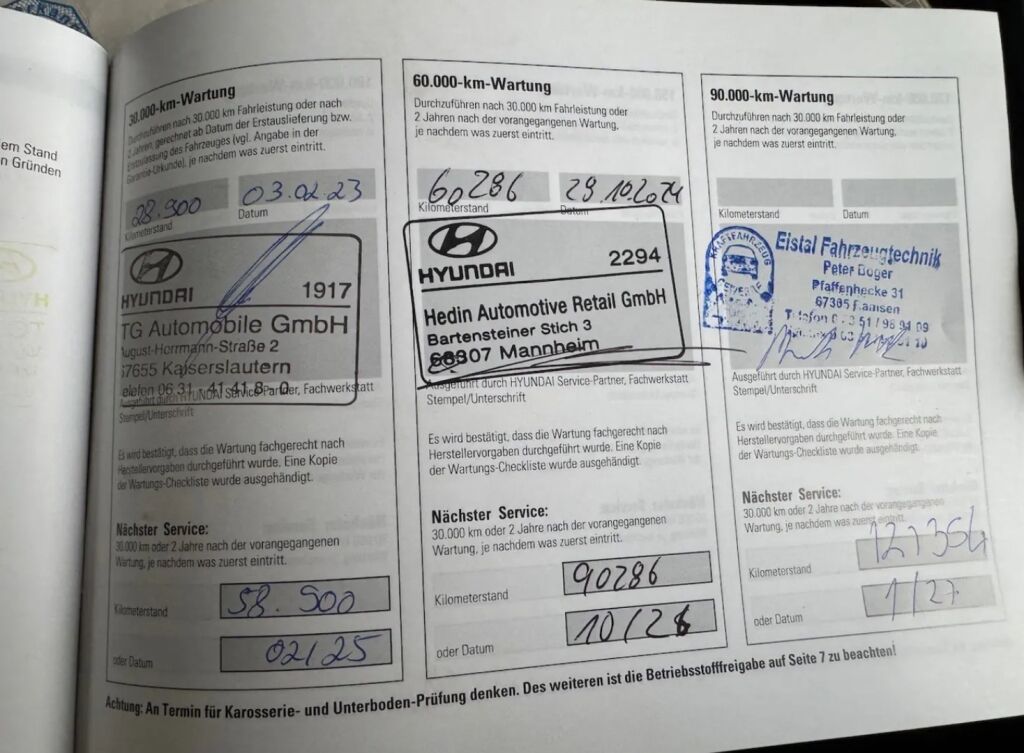 em Stand
n Gründen
30.000-km-Wartung
Durchzuführen nach 30.000 km Fahrleistung oder nach
2 Jahren, gerechnet ab Datum der Erstauslieferung bzw.
Erstzulassung des Fahrzeuges (vgl. Angabe in der
Garantie-Urkunde), je nachdem was zuerst eintritt.
28.900 03.02.23
Kilometerstand Datum
HYUNDAI 1917
TG Automobile GmbH
August-Horrmann-Straße 2
67655 Kaiserslautern
elefon 06 31 - 41 41 8 - 0
Ausgeführt durch HYUNDAI Service-Partner, Fachwerkstatt
Stempel/Unterschrift
Es wird bestätigt, dass die Wartung fachgerecht nach
Herstellervorgaben durchgeführt wurde. Eine Kopie
der Wartungs-Checkliste wurde ausgehändigt.
Nächster Service:
30.000 km oder 2 Jahre nach der vorangegangenen
Wartung, je nachdem was zuerst eintritt.
Kilometerstand 58.900
oder Datum 02/25
60.000-km-Wartung
Durchzuführen nach 30.000 km Fahrleistung oder
2 Jahren nach der vorangegangenen Wartung,
je nachdem was zuerst eintritt.
60286 29.10.2024
Kilometerstand Datum
HYUNDAI 2294
Hedin Automotive Retail GmbH
Bartensteiner Stich 3
68307 Mannheim
Ausgeführt durch HYUNDAI Service-Partner, Fachwerkstatt
Stempel/Unterschrift
Es wird bestätigt, dass die Wartung fachgerecht nach
Herstellervorgaben durchgeführt wurde. Eine Kopie
der Wartungs-Checkliste wurde ausgehändigt.
Nächster Service:
30.000 km oder 2 Jahre nach der vorangegangenen
Wartung, je nachdem was zuerst eintritt.
Kilometerstand 90286
oder Datum 10/26
90.000-km-Wartung
Durchzuführen nach 30.000 km Fahrleistung oder
2 Jahren nach der vorangegangenen Wartung,
je nachdem was zuerst eintritt.
Kilometerstand Datum
KRAFTFAHRZEUG
Eistal Fahrzeugtechnik
Peter Boger
Pfaffenhecke 31
67305 Ramsen
Telefon
Ausgeführt durch HYUNDAI Service-Partner, Fachwerkstatt
Stempel/Unterschrift
Es wird bestätigt, dass die Wartung fachgerecht nach
Herstellervorgaben durchgeführt wurde. Eine Kopie
der Wartungs-Checkliste wurde ausgehändigt.
Nächster Service:
30.000 km oder 2 Jahre nach der vorangegangenen
Wartung, je nachdem was zuerst eintritt.
Kilometerstand 121354
oder Datum 1/27
Achtung: An Termin für Karosserie- und Unterboden-Prüfung denken. Des weiteren ist die Betriebsstofffreigabe auf Seite 7 zu beachten!